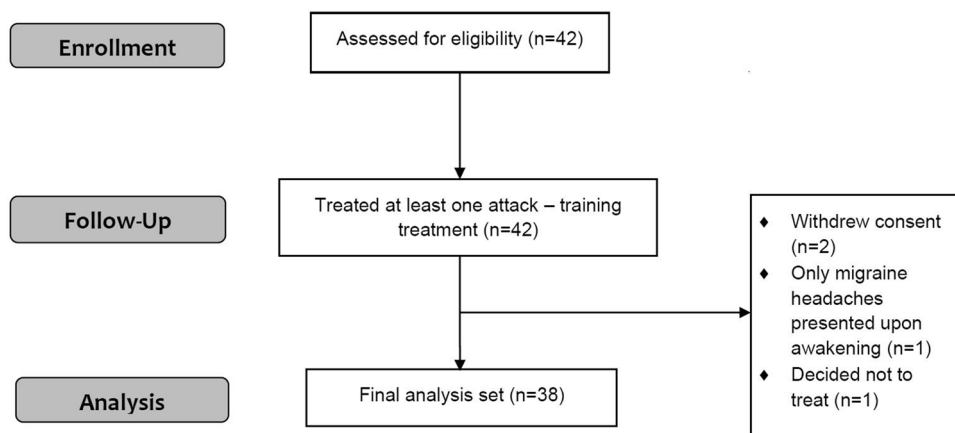 Enrollment
Assessed for eligibility (n=42)
Follow-Up
Treated at least one attack – training
treatment (n=42)
♦ Withdrew consent
(n=2)
♦ Only migraine
headaches
presented upon
awakening (n=1)
♦ Decided not to
treat (n=1)
Analysis
Final analysis set (n=38)